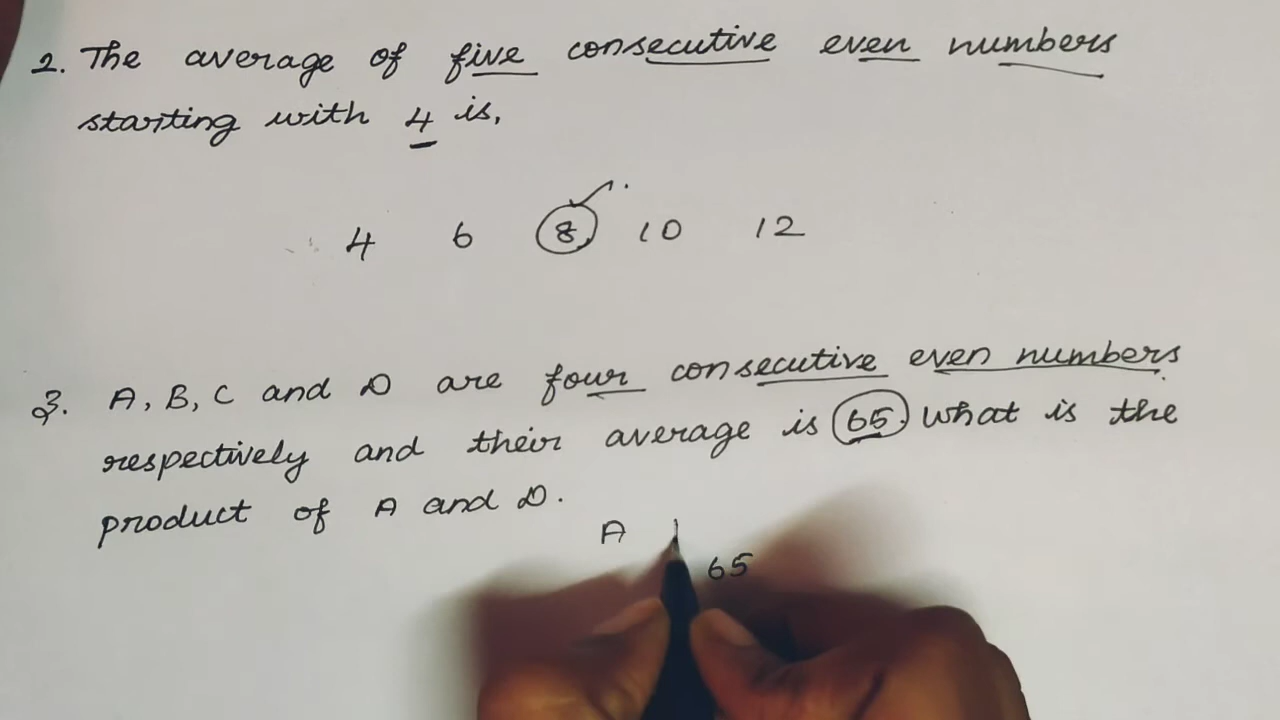 2. The average of five consecutive even numbers
starting with 4 is,
4 6 8 10 12
3. A, B, C and D are four consecutive even numbers.
respectively and their average is 65. What is the
product of A and D.
A
65